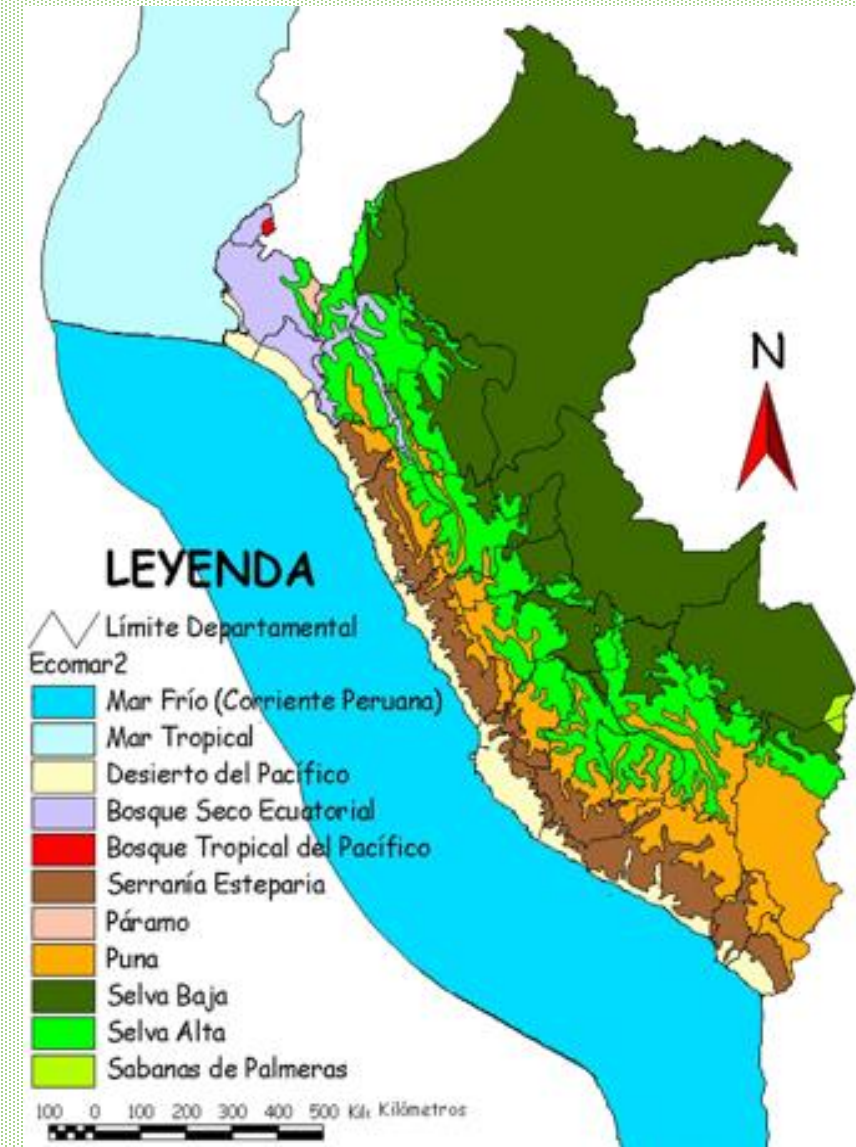 N
LEYENDA
Límite Departamental
Ecomar2
Mar Frío (Corriente Peruana)
Mar Tropical
Desierto del Pacífico
Bosque Seco Ecuatorial
Bosque Tropical del Pacífico
Serranía Esteparia
Páramo
Puna
Selva Baja
Selva Alta
Sabanas de Palmeras
100 0 100 200 300 400 500 Kilómetros